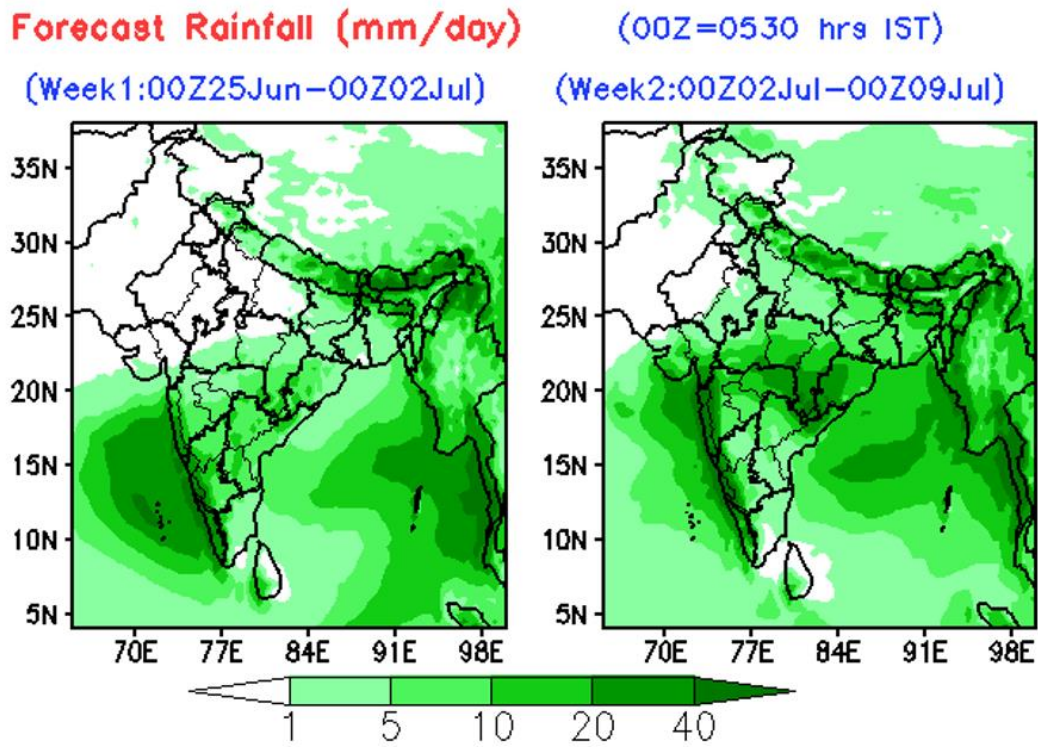 Forecast Rainfall (mm/day) (00Z=0530 hrs IST)
(Week1:00Z25Jun-00Z02Jul) (Week2:00Z02Jul-00Z09Jul)
35N 35N
30N 30N
25N 25N
20N 20N
15N 15N
10N 10N
5N 5N
70E 77E 84E 91E 98E 70E 77E 84E 91E 98E
1 5 10 20 40